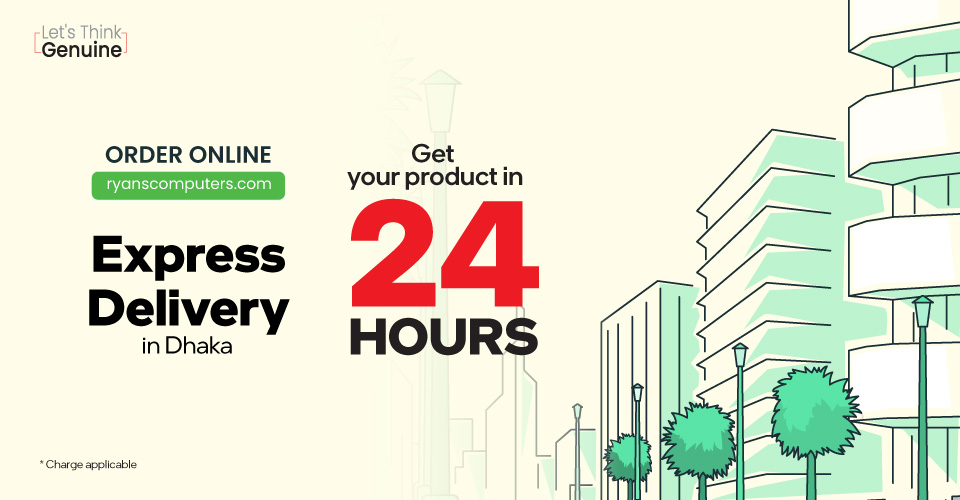 Let's Think
Genuine
ORDER ONLINE
ryanscomputers.com
Express
Delivery
in Dhaka
Get
your product in
24
HOURS
* Charge applicable